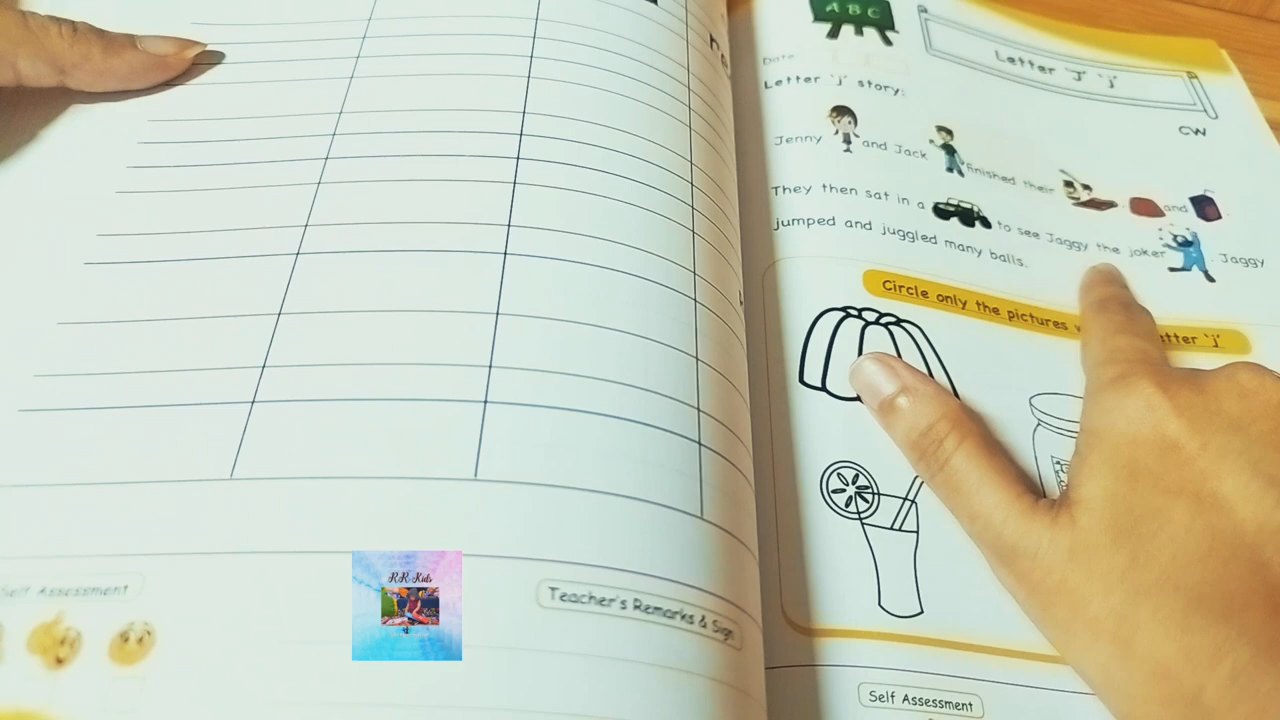 Self Assessment
RR Kids
Teacher's Remarks & Sign
A B C
Letter 'J' 'j'
Date
Letter 'j' story:
CW
Jenny and Jack finished their , and .
They then sat in a to see Jaggy the joker . Jaggy
jumped and juggled many balls.
Circle only the pictures etter 'j'
Self Assessment